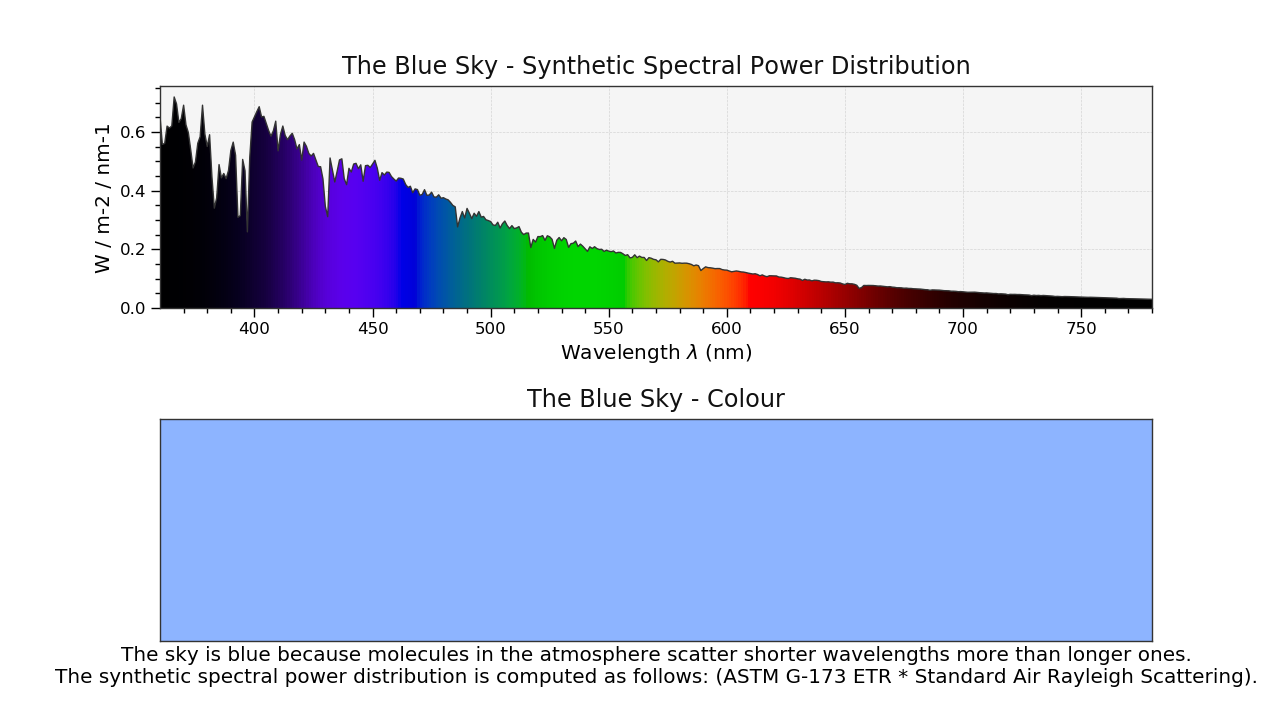 The Blue Sky - Synthetic Spectral Power Distribution
W / m-2 / nm-1
0.6
0.4
0.2
0.0
400 450 500 550 600 650 700 750
Wavelength λ (nm)
The Blue Sky - Colour
The sky is blue because molecules in the atmosphere scatter shorter wavelengths more than longer ones.
The synthetic spectral power distribution is computed as follows: (ASTM G-173 ETR * Standard Air Rayleigh Scattering).